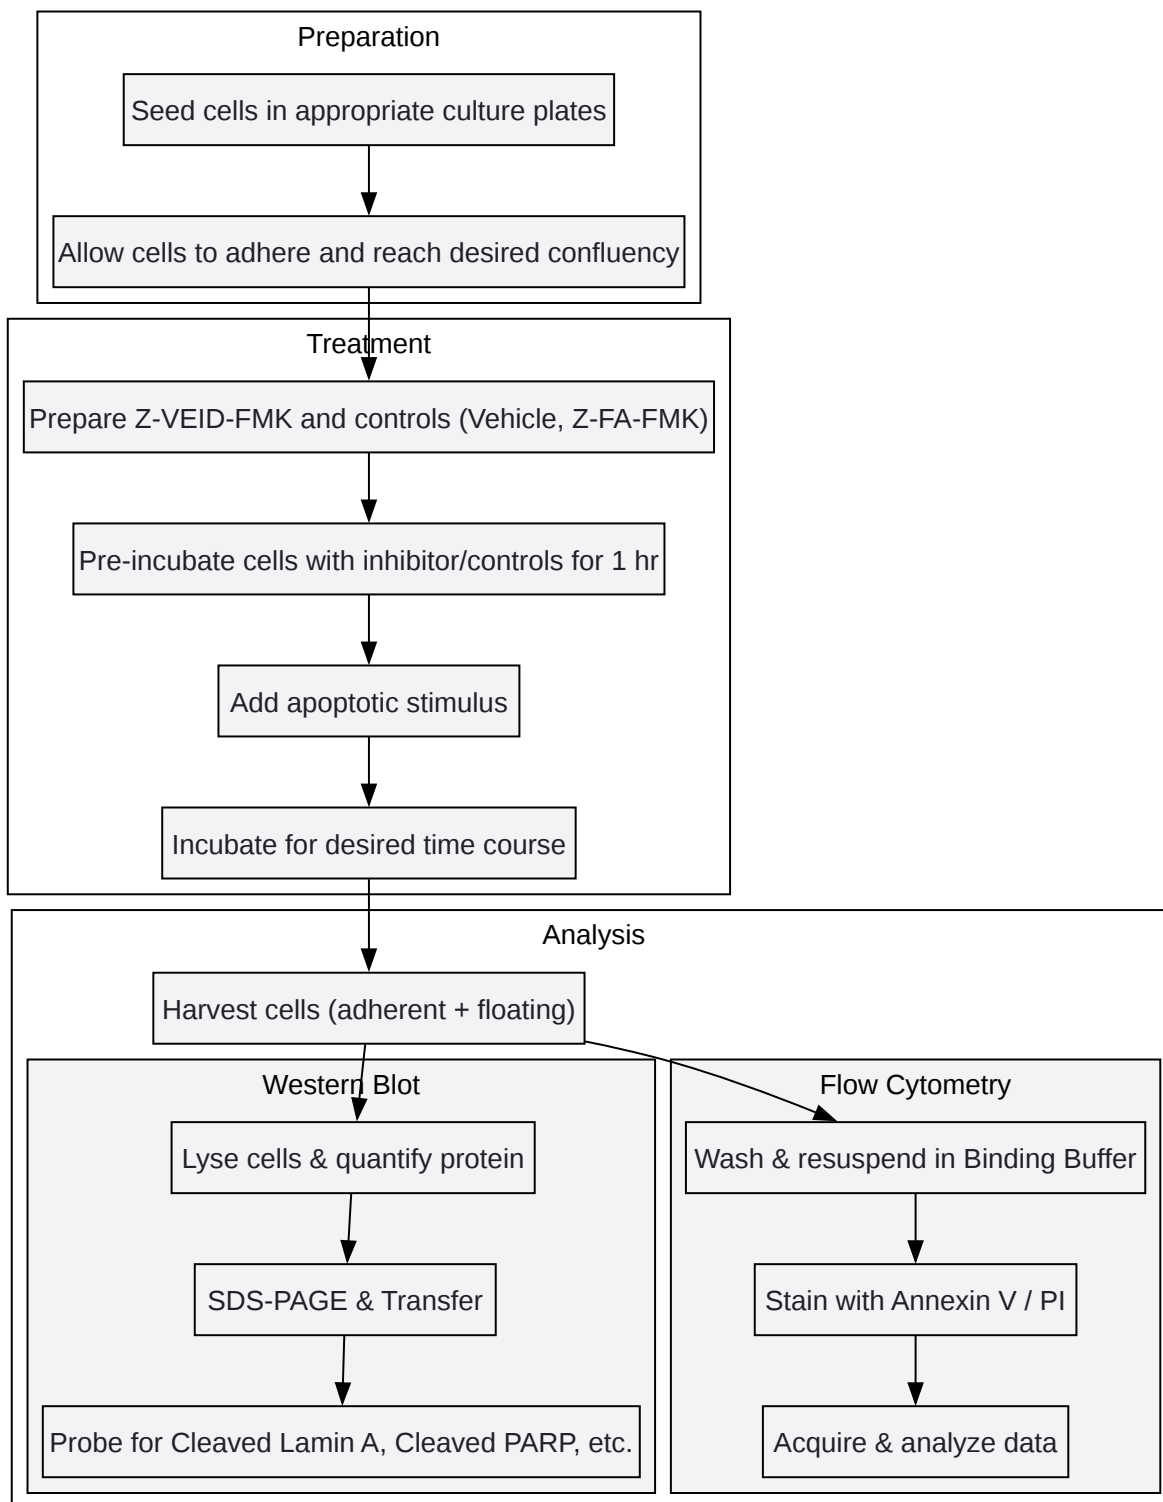 Preparation
Seed cells in appropriate culture plates
Allow cells to adhere and reach desired confluency
Treatment
Prepare Z-VEID-FMK and controls (Vehicle, Z-FA-FMK)
Pre-incubate cells with inhibitor/controls for 1 hr
Add apoptotic stimulus
Incubate for desired time course
Analysis
Harvest cells (adherent + floating)
Western Blot
Lyse cells & quantify protein
SDS-PAGE & Transfer
Probe for Cleaved Lamin A, Cleaved PARP, etc.
Flow Cytometry
Wash & resuspend in Binding Buffer
Stain with Annexin V / PI
Acquire & analyze data